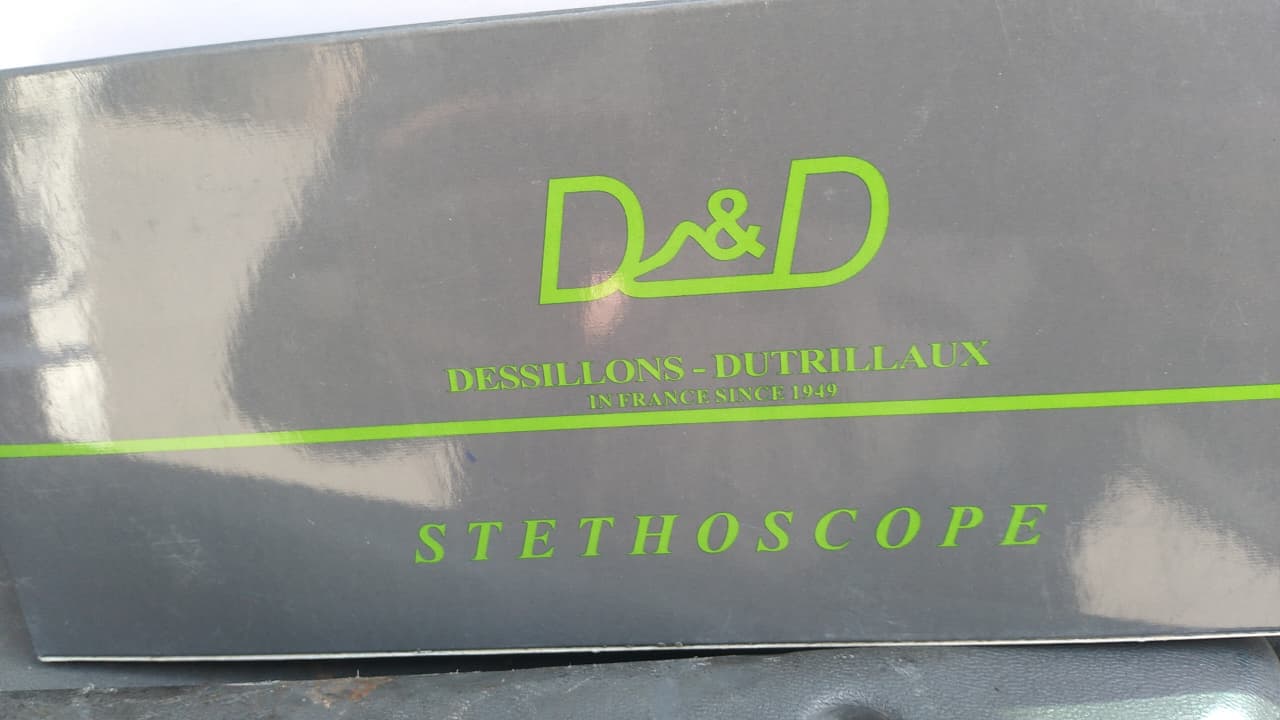 D&D
DESSILLONS - DUTRILLAUX
IN FRANCE SINCE 1949
STETHOSCOPE